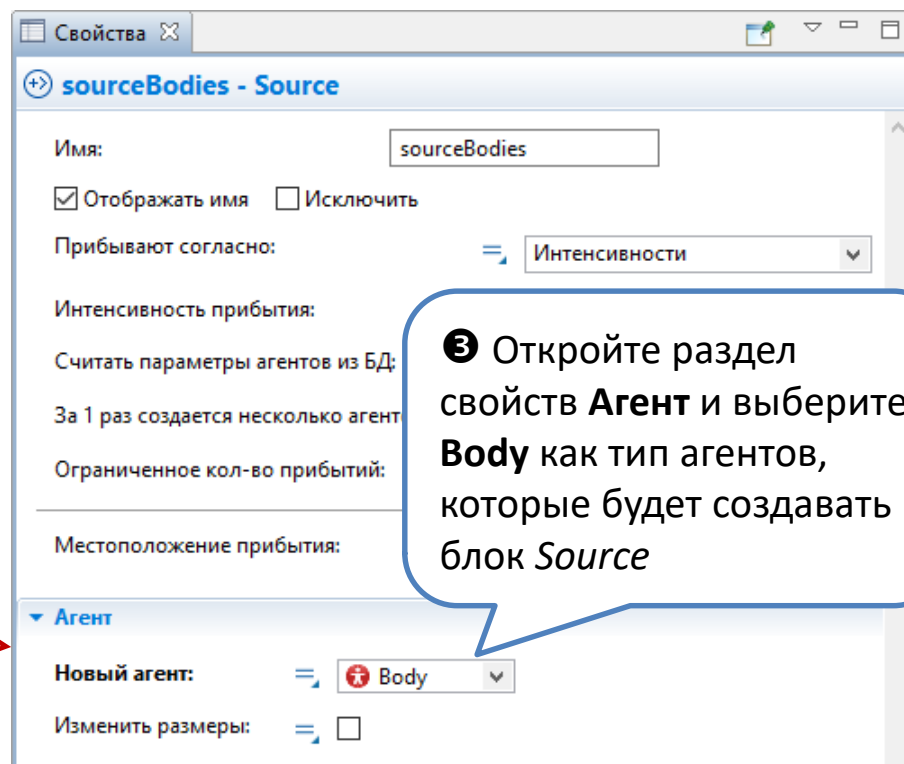 Свойства
sourceBodies - Source
Имя: sourceBodies
Отображать имя Исключить
Прибывают согласно: Интенсивности
Интенсивность прибытия:
Считать параметры агентов из БД:
За 1 раз создается несколько агент
Ограниченное кол-во прибытий:
Местоположение прибытия:
❸ Откройте раздел
свойств Агент и выберите
Body как тип агентов,
которые будет создавать
блок Source
Агент
Новый агент: Body
Изменить размеры: